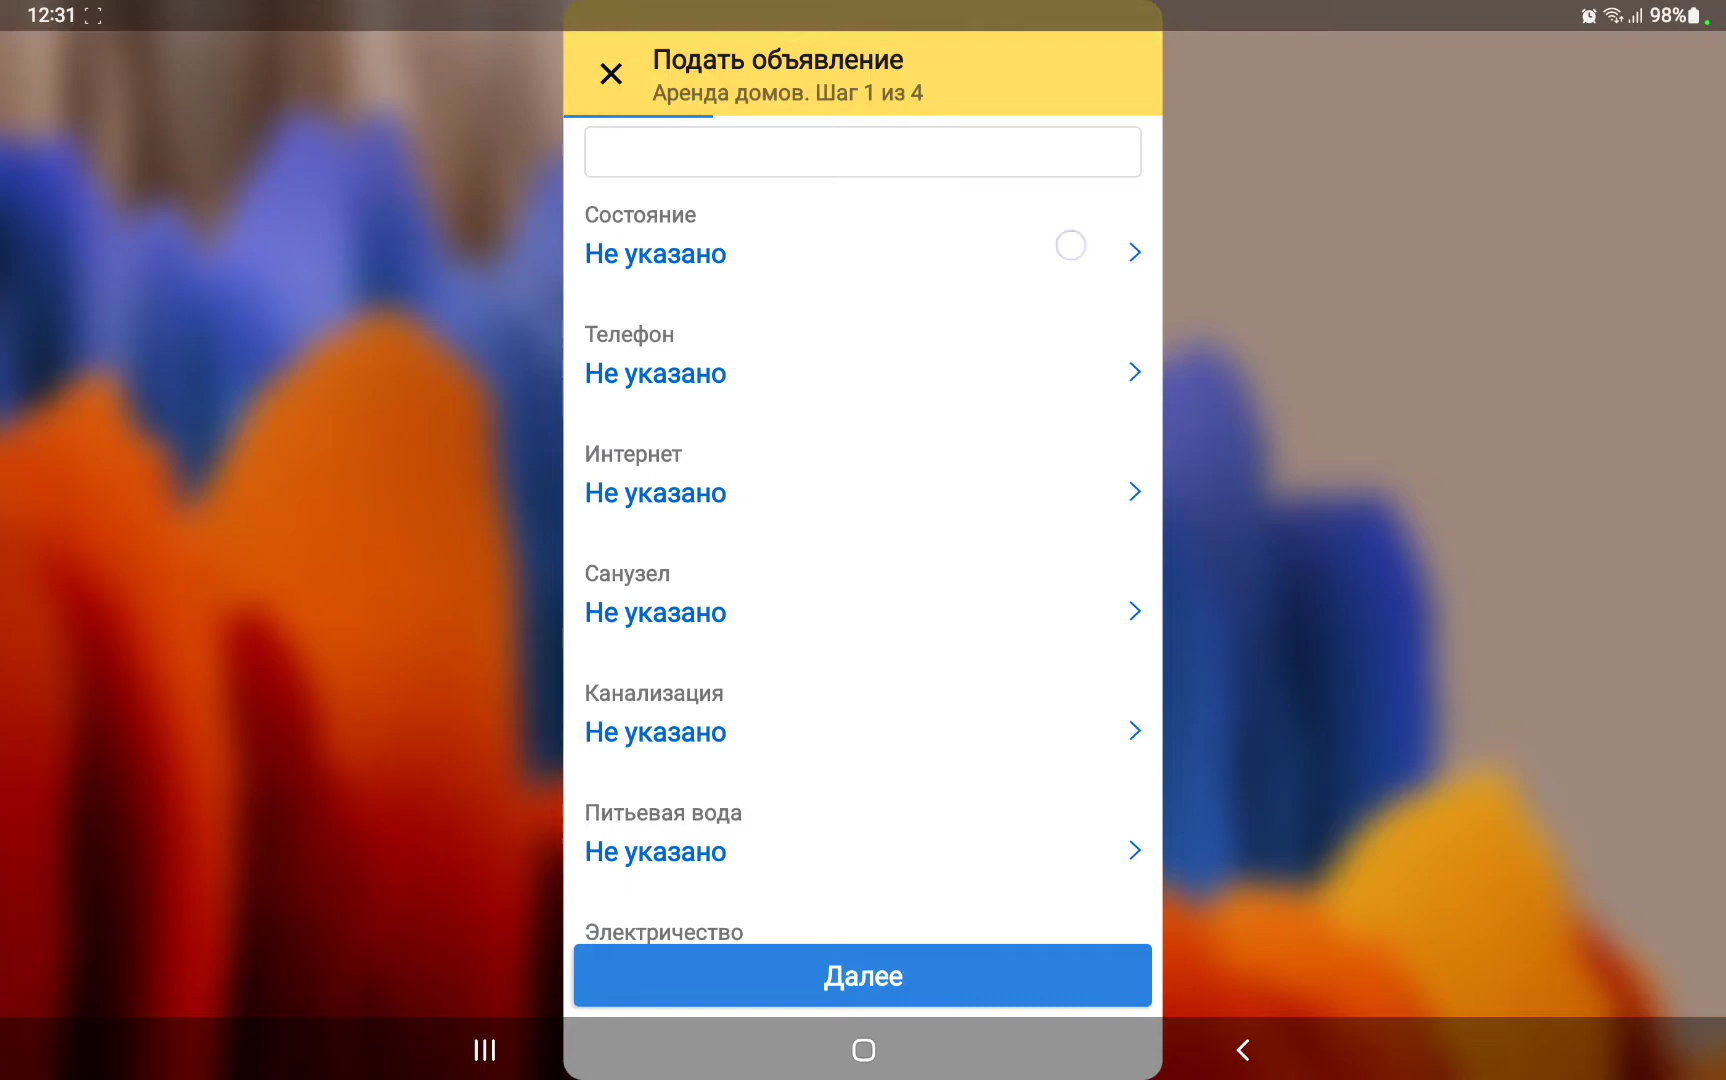 12:31
98%
Подать объявление
Аренда домов. Шаг 1 из 4
Состояние
Не указано
Телефон
Не указано
Интернет
Не указано
Санузел
Не указано
Канализация
Не указано
Питьевая вода
Не указано
Электричество
Далее